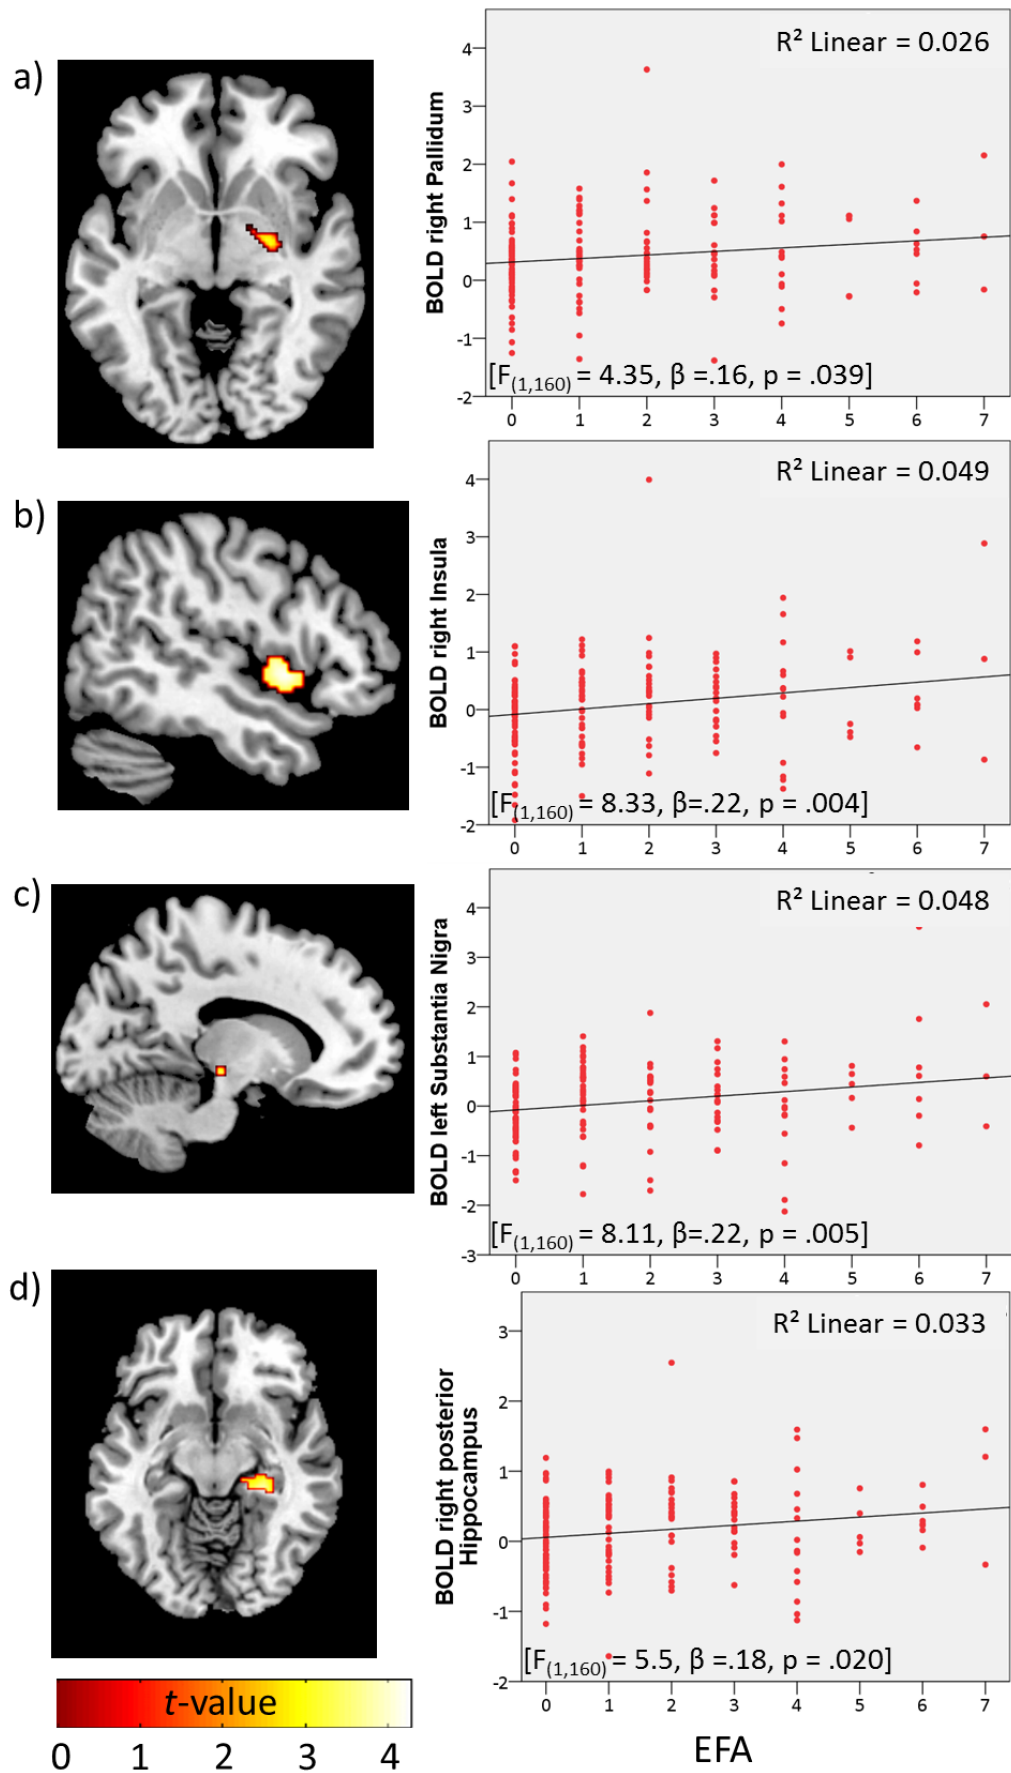 a)
R² Linear = 0.026
BOLD right Pallidum
4
3
2
1
0
-1
-2
[F(1,160) = 4.35, β =.16, p = .039]
0 1 2 3 4 5 6 7
b)
R² Linear = 0.049
BOLD right Insula
4
3
2
1
0
-1
-2
[F(1,160) = 8.33, β=.22, p = .004]
0 1 2 3 4 5 6 7
c)
R² Linear = 0.048
BOLD left Substantia Nigra
4
3
2
1
0
-1
-2
-3
[F(1,160) = 8.11, β=.22, p = .005]
0 1 2 3 4 5 6 7
d)
R² Linear = 0.033
BOLD right posterior
Hippocampus
3
2
1
0
-1
-2
[F(1,160) = 5.5, β =.18, p = .020]
0 1 2 3 4 5 6 7
t-value
0 1 2 3 4
EFA